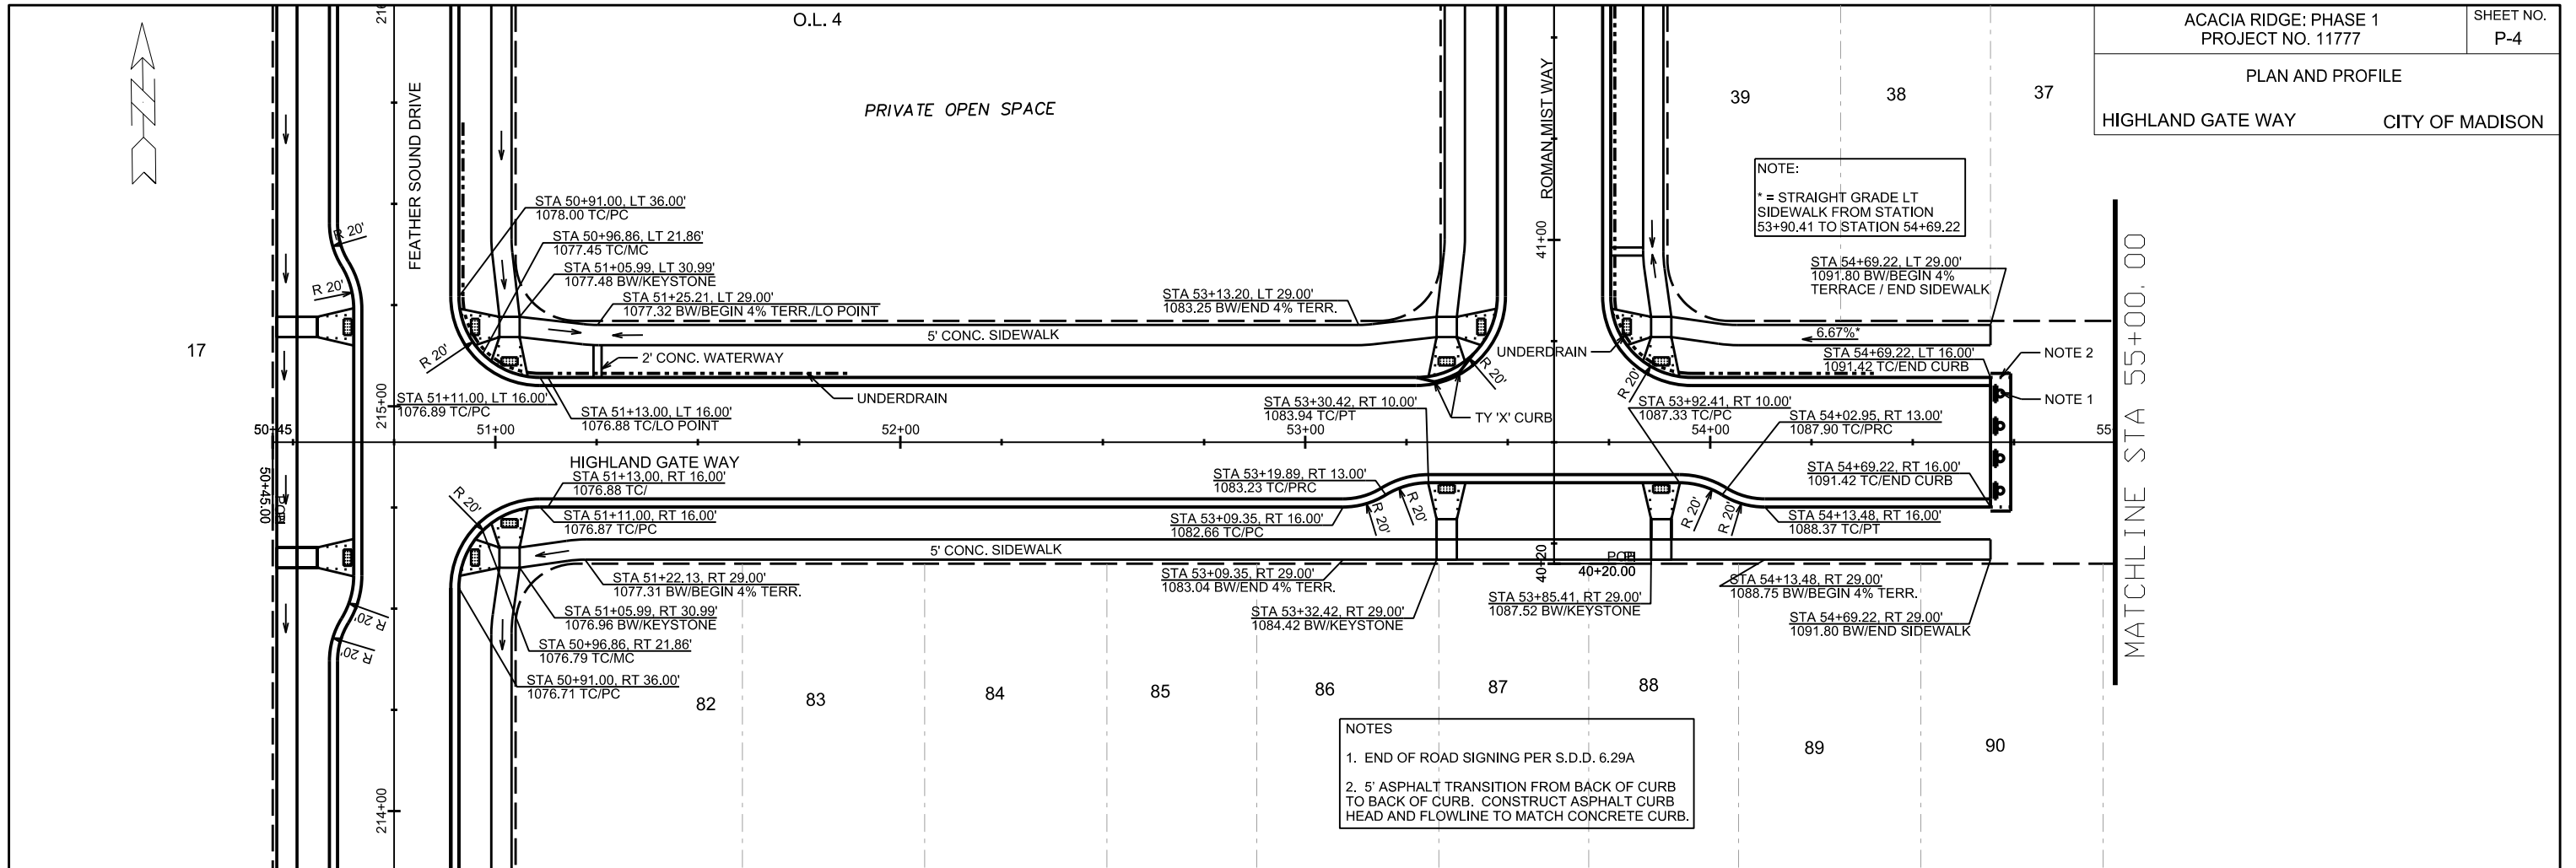 ACACIA RIDGE: PHASE 1
PROJECT NO. 11777
SHEET NO.
P-4
PLAN AND PROFILE
HIGHLAND GATE WAY
CITY OF MADISON
O.L. 4
PRIVATE OPEN SPACE
FEATHER SOUND DRIVE
ROMAN MIST WAY
39
38
37
NOTE:
* = STRAIGHT GRADE LT
SIDEWALK FROM STATION
53+90.41 TO STATION 54+69.22
STA 50+91.00, LT 36.00'
1078.00 TC/PC
STA 50+96.86, LT 21.86'
1077.45 TC/MC
STA 51+05.99, LT 30.99'
1077.48 BW/KEYSTONE
STA 51+25.21, LT 29.00'
1077.32 BW/BEGIN 4% TERR./LO POINT
STA 53+13.20, LT 29.00'
1083.25 BW/END 4% TERR.
STA 54+69.22, LT 29.00'
1091.80 BW/BEGIN 4%
TERRACE / END SIDEWALK
R 20'
R 20'
R 20'
R 20'
R 20'
17
5' CONC. SIDEWALK
2' CONC. WATERWAY
UNDERDRAIN
UNDERDRAIN
6.67%*
STA 54+69.22, LT 16.00'
1091.42 TC/END CURB
NOTE 2
NOTE 1
STA 51+11.00, LT 16.00'
1076.89 TC/PC
STA 51+13.00, LT 16.00'
1076.88 TC/LO POINT
STA 53+30.42, RT 10.00'
1083.94 TC/PT
TY 'X' CURB
STA 53+92.41, RT 10.00'
1087.33 TC/PC
STA 54+02.95, RT 13.00'
1087.90 TC/PRC
41+00
215+00
50+45
51+00
52+00
53+00
54+00
55
MATCHLINE STA 55+00.00
50+45.00
HIGHLAND GATE WAY
STA 51+13.00, RT 16.00'
1076.88 TC/
STA 51+11.00, RT 16.00'
1076.87 TC/PC
STA 53+19.89, RT 13.00'
1083.23 TC/PRC
STA 53+09.35, RT 16.00'
1082.66 TC/PC
STA 54+69.22, RT 16.00'
1091.42 TC/END CURB
STA 54+13.48, RT 16.00'
1088.37 TC/PT
R 20'
R 20'
R 20'
R 20'
R 20'
R 20'
R 20'
5' CONC. SIDEWALK
40+20
40+20.00
STA 51+22.13, RT 29.00'
1077.31 BW/BEGIN 4% TERR.
STA 51+05.99, RT 30.99'
1076.96 BW/KEYSTONE
STA 50+96.86, RT 21.86'
1076.79 TC/MC
STA 50+91.00, RT 36.00'
1076.71 TC/PC
STA 53+09.35, RT 29.00'
1083.04 BW/END 4% TERR.
STA 53+32.42, RT 29.00'
1084.42 BW/KEYSTONE
STA 53+85.41, RT 29.00'
1087.52 BW/KEYSTONE
STA 54+13.48, RT 29.00'
1088.75 BW/BEGIN 4% TERR.
STA 54+69.22, RT 29.00'
1091.80 BW/END SIDEWALK
82
83
84
85
86
87
88
89
90
NOTES
1. END OF ROAD SIGNING PER S.D.D. 6.29A
2. 5' ASPHALT TRANSITION FROM BACK OF CURB
TO BACK OF CURB. CONSTRUCT ASPHALT CURB
HEAD AND FLOWLINE TO MATCH CONCRETE CURB.
214+00